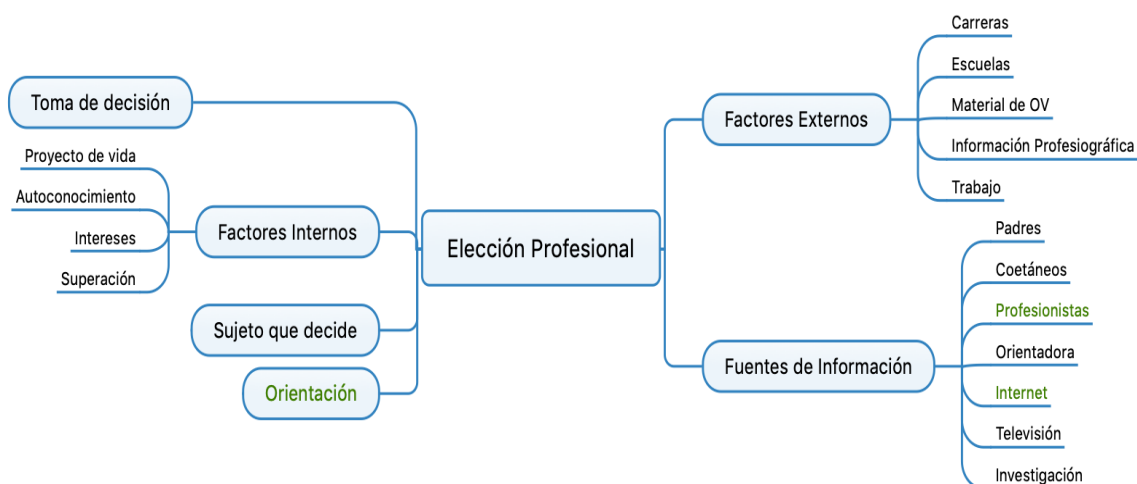 Elección Profesional
Toma de decisión
Factores Internos
Proyecto de vida
Autoconocimiento
Intereses
Superación
Sujeto que decide
Orientación
Factores Externos
Carreras
Escuelas
Material de OV
Información Profesiográfica
Trabajo
Fuentes de Información
Padres
Coetáneos
Profesionistas
Orientadora
Internet
Televisión
Investigación